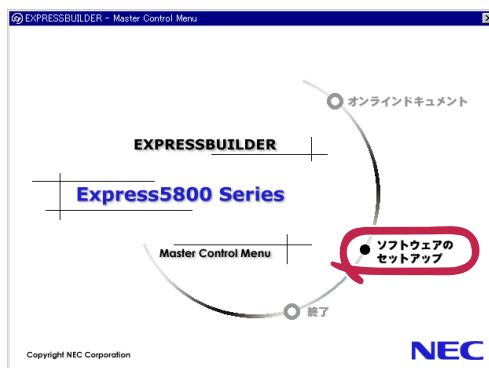 EXPRESSBUILDER - Master Control Menu
オンラインドキュメント
EXPRESSBUILDER
Express5800 Series
ソフトウェアの
セットアップ
Master Control Menu
終了
Copyright NEC Corporation
NEC